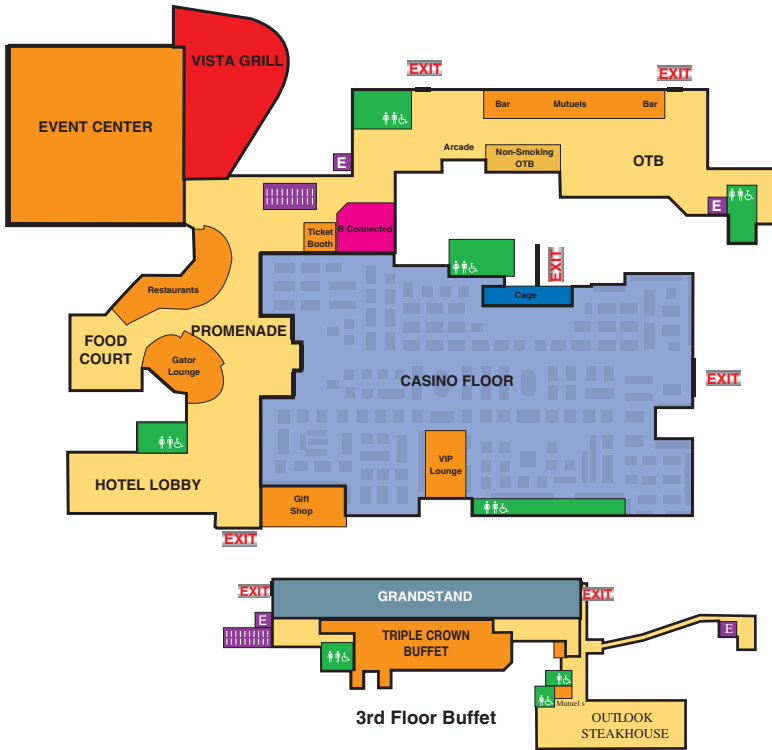 VISTA GRILL
EXIT
EXIT
EVENT CENTER
Bar
Mutuels
Bar
Arcade
Non-Smoking
OTB
OTB
E
E
Ticket
Booth
B Connected
EXIT
Restaurants
Cage
PROMENADE
FOOD
COURT
Gator
Lounge
CASINO FLOOR
EXIT
VIP
Lounge
HOTEL LOBBY
Gift
Shop
EXIT
EXIT
GRANDSTAND
EXIT
E
TRIPLE CROWN
BUFFET
E
3rd Floor Buffet
Mutuel s
OUTLOOK
STEAKHOUSE